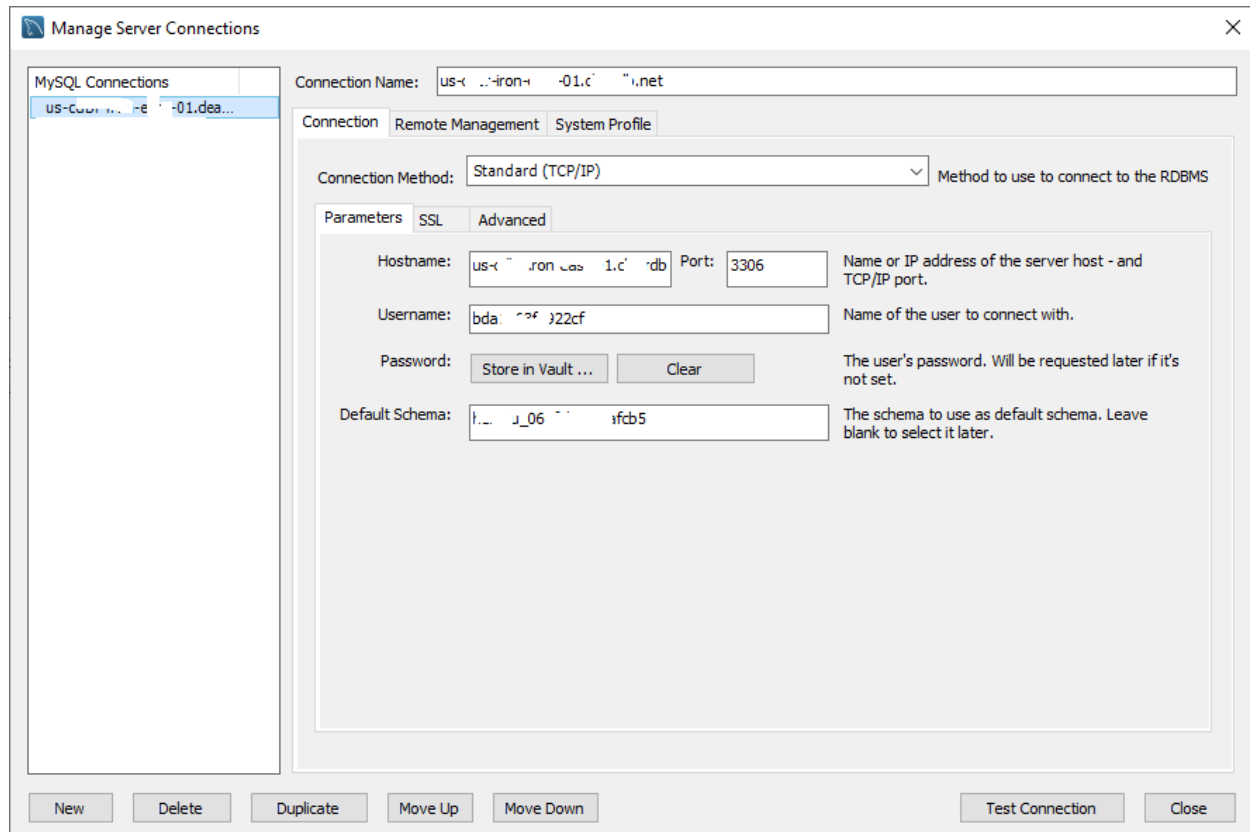 Manage Server Connections
MySQL Connections
Connection Name:
Connection
Remote Management
System Profile
Connection Method:
Standard (TCP/IP)
Method to use to connect to the RDBMS
Parameters
SSL
Advanced
Hostname:
Port:
3306
Name or IP address of the server host - and
TCP/IP port.
Username:
Name of the user to connect with.
Password:
Store in Vault ...
Clear
The user's password. Will be requested later if it's
not set.
Default Schema:
The schema to use as default schema. Leave
blank to select it later.
New
Delete
Duplicate
Move Up
Move Down
Test Connection
Close